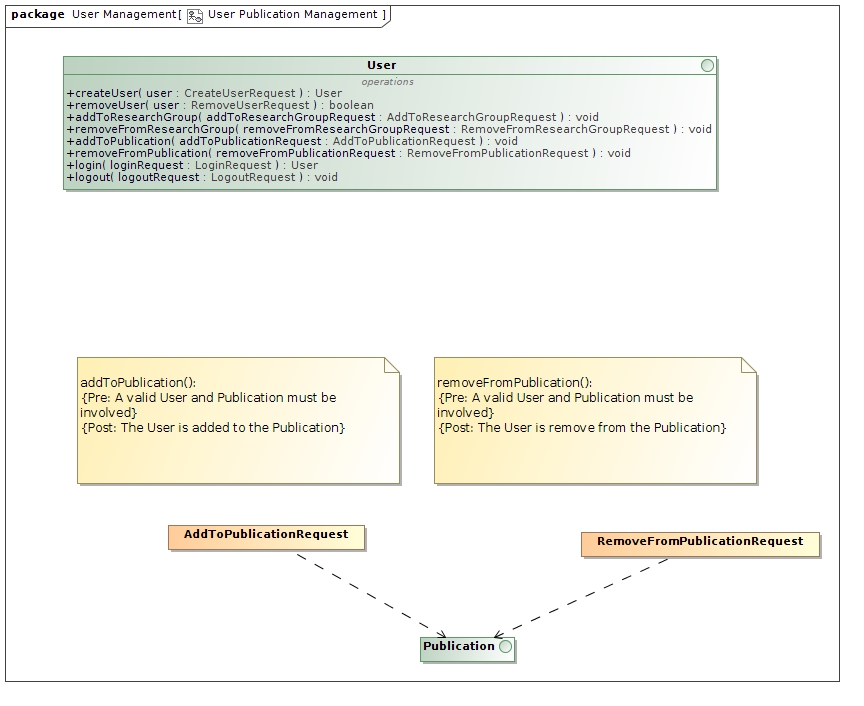 package User Management[ User Publication Management ]
User
operations
+createUser( user : CreateUserRequest ) : User
+removeUser( user : RemoveUserRequest ) : boolean
+addToResearchGroup( addToResearchGroupRequest : AddToResearchGroupRequest ) : void
+removeFromResearchGroup( removeFromResearchGroupRequest : RemoveFromResearchGroupRequest ) : void
+addToPublication( addToPublicationRequest : AddToPublicationRequest ) : void
+removeFromPublication( removeFromPublicationRequest : RemoveFromPublicationRequest ) : void
+login( loginRequest : LoginRequest ) : User
+logout( logoutRequest : LogoutRequest ) : void
addToPublication():
{Pre: A valid User and Publication must be
involved}
{Post: The User is added to the Publication}
removeFromPublication():
{Pre: A valid User and Publication must be
involved}
{Post: The User is remove from the Publication}
AddToPublicationRequest
RemoveFromPublicationRequest
Publication